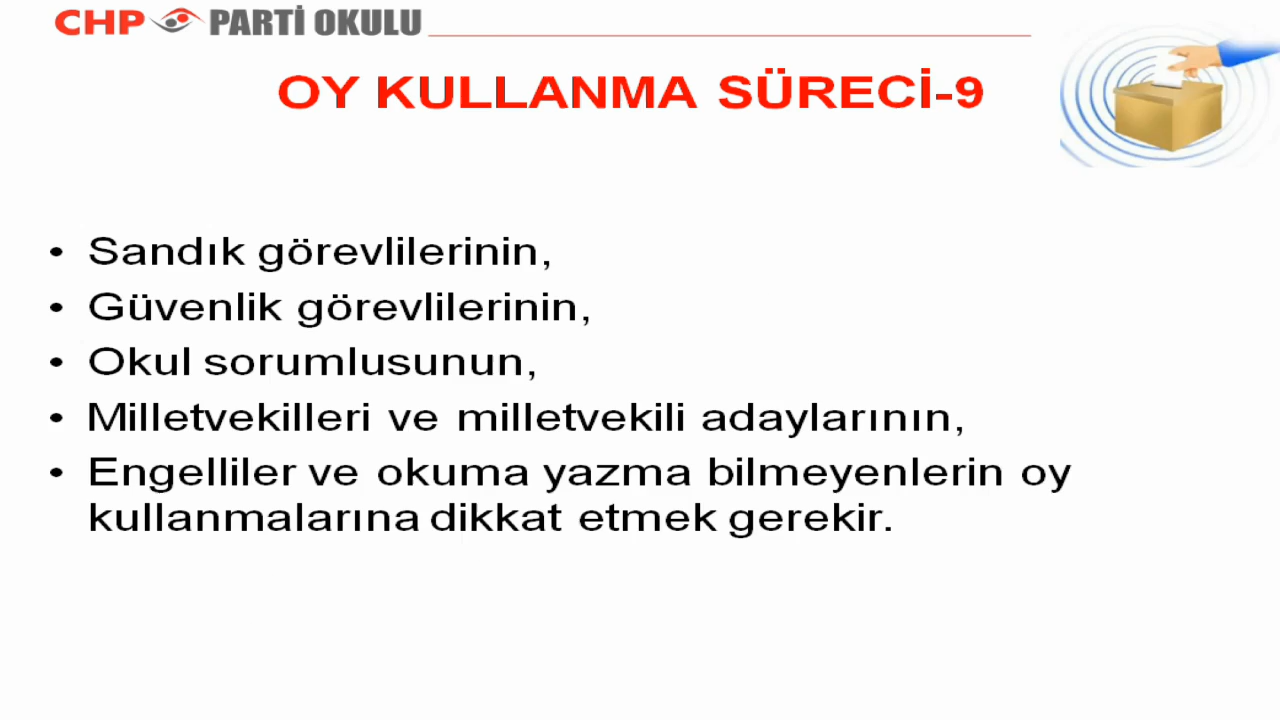 CHP PARTİ OKULU
OY KULLANMA SÜRECİ-9
• Sandık görevlilerinin,
• Güvenlik görevlilerinin,
• Okul sorumlusunun,
• Milletvekilleri ve milletvekili adaylarının,
• Engelliler ve okuma yazma bilmeyenlerin oy
kullanmalarına dikkat etmek gerekir.